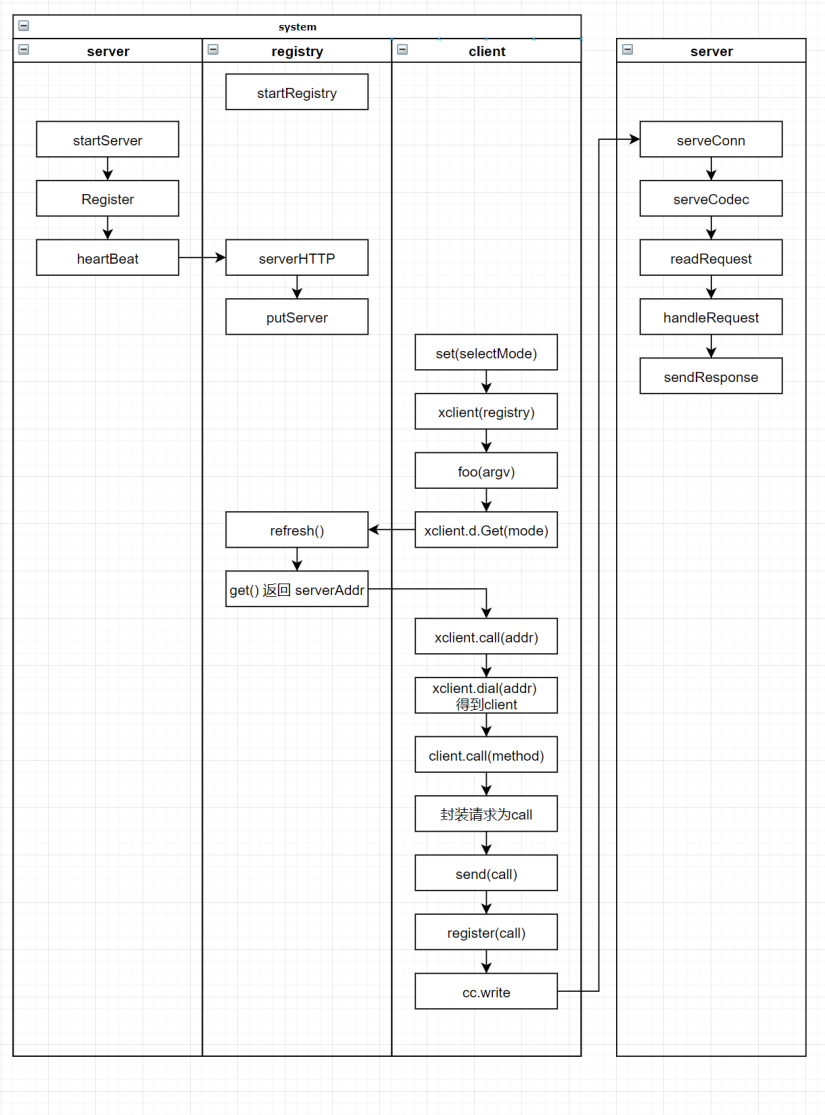 system
server
registry
client
server
startRegistry
startServer
Register
heartBeat
serverHTTP
putServer
set(selectMode)
xclient(registry)
foo(argv)
xclient.d.Get(mode)
refresh()
get() 返回 serverAddr
xclient.call(addr)
xclient.dial(addr)
得到client
client.call(method)
封装请求为call
send(call)
register(call)
cc.write
serveConn
serveCodec
readRequest
handleRequest
sendResponse